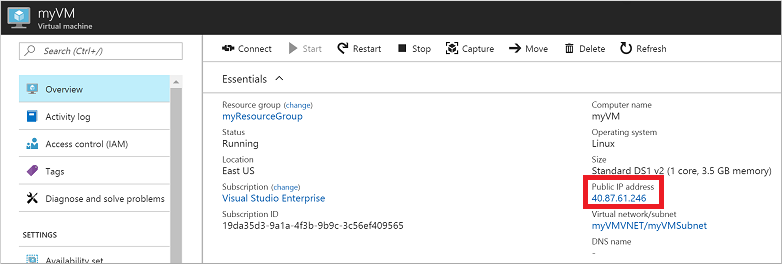 myVM
Virtual machine
Search (Ctrl+/)
Overview
Activity log
Access control (IAM)
Tags
Diagnose and solve problems
SETTINGS
Availability set
Connect Start Restart Stop Capture Move Delete Refresh
Essentials
Resource group (change)
myResourceGroup
Status
Running
Location
East US
Subscription (change)
Visual Studio Enterprise
Subscription ID
19da35d3-9a1a-4f3b-9b9c-3c56ef409565
Computer name
myVM
Operating system
Linux
Size
Standard DS1 v2 (1 core, 3.5 GB memory)
Public IP address
40.87.61.246
Virtual network/subnet
myVMVNET/myVMSubnet
DNS name
-